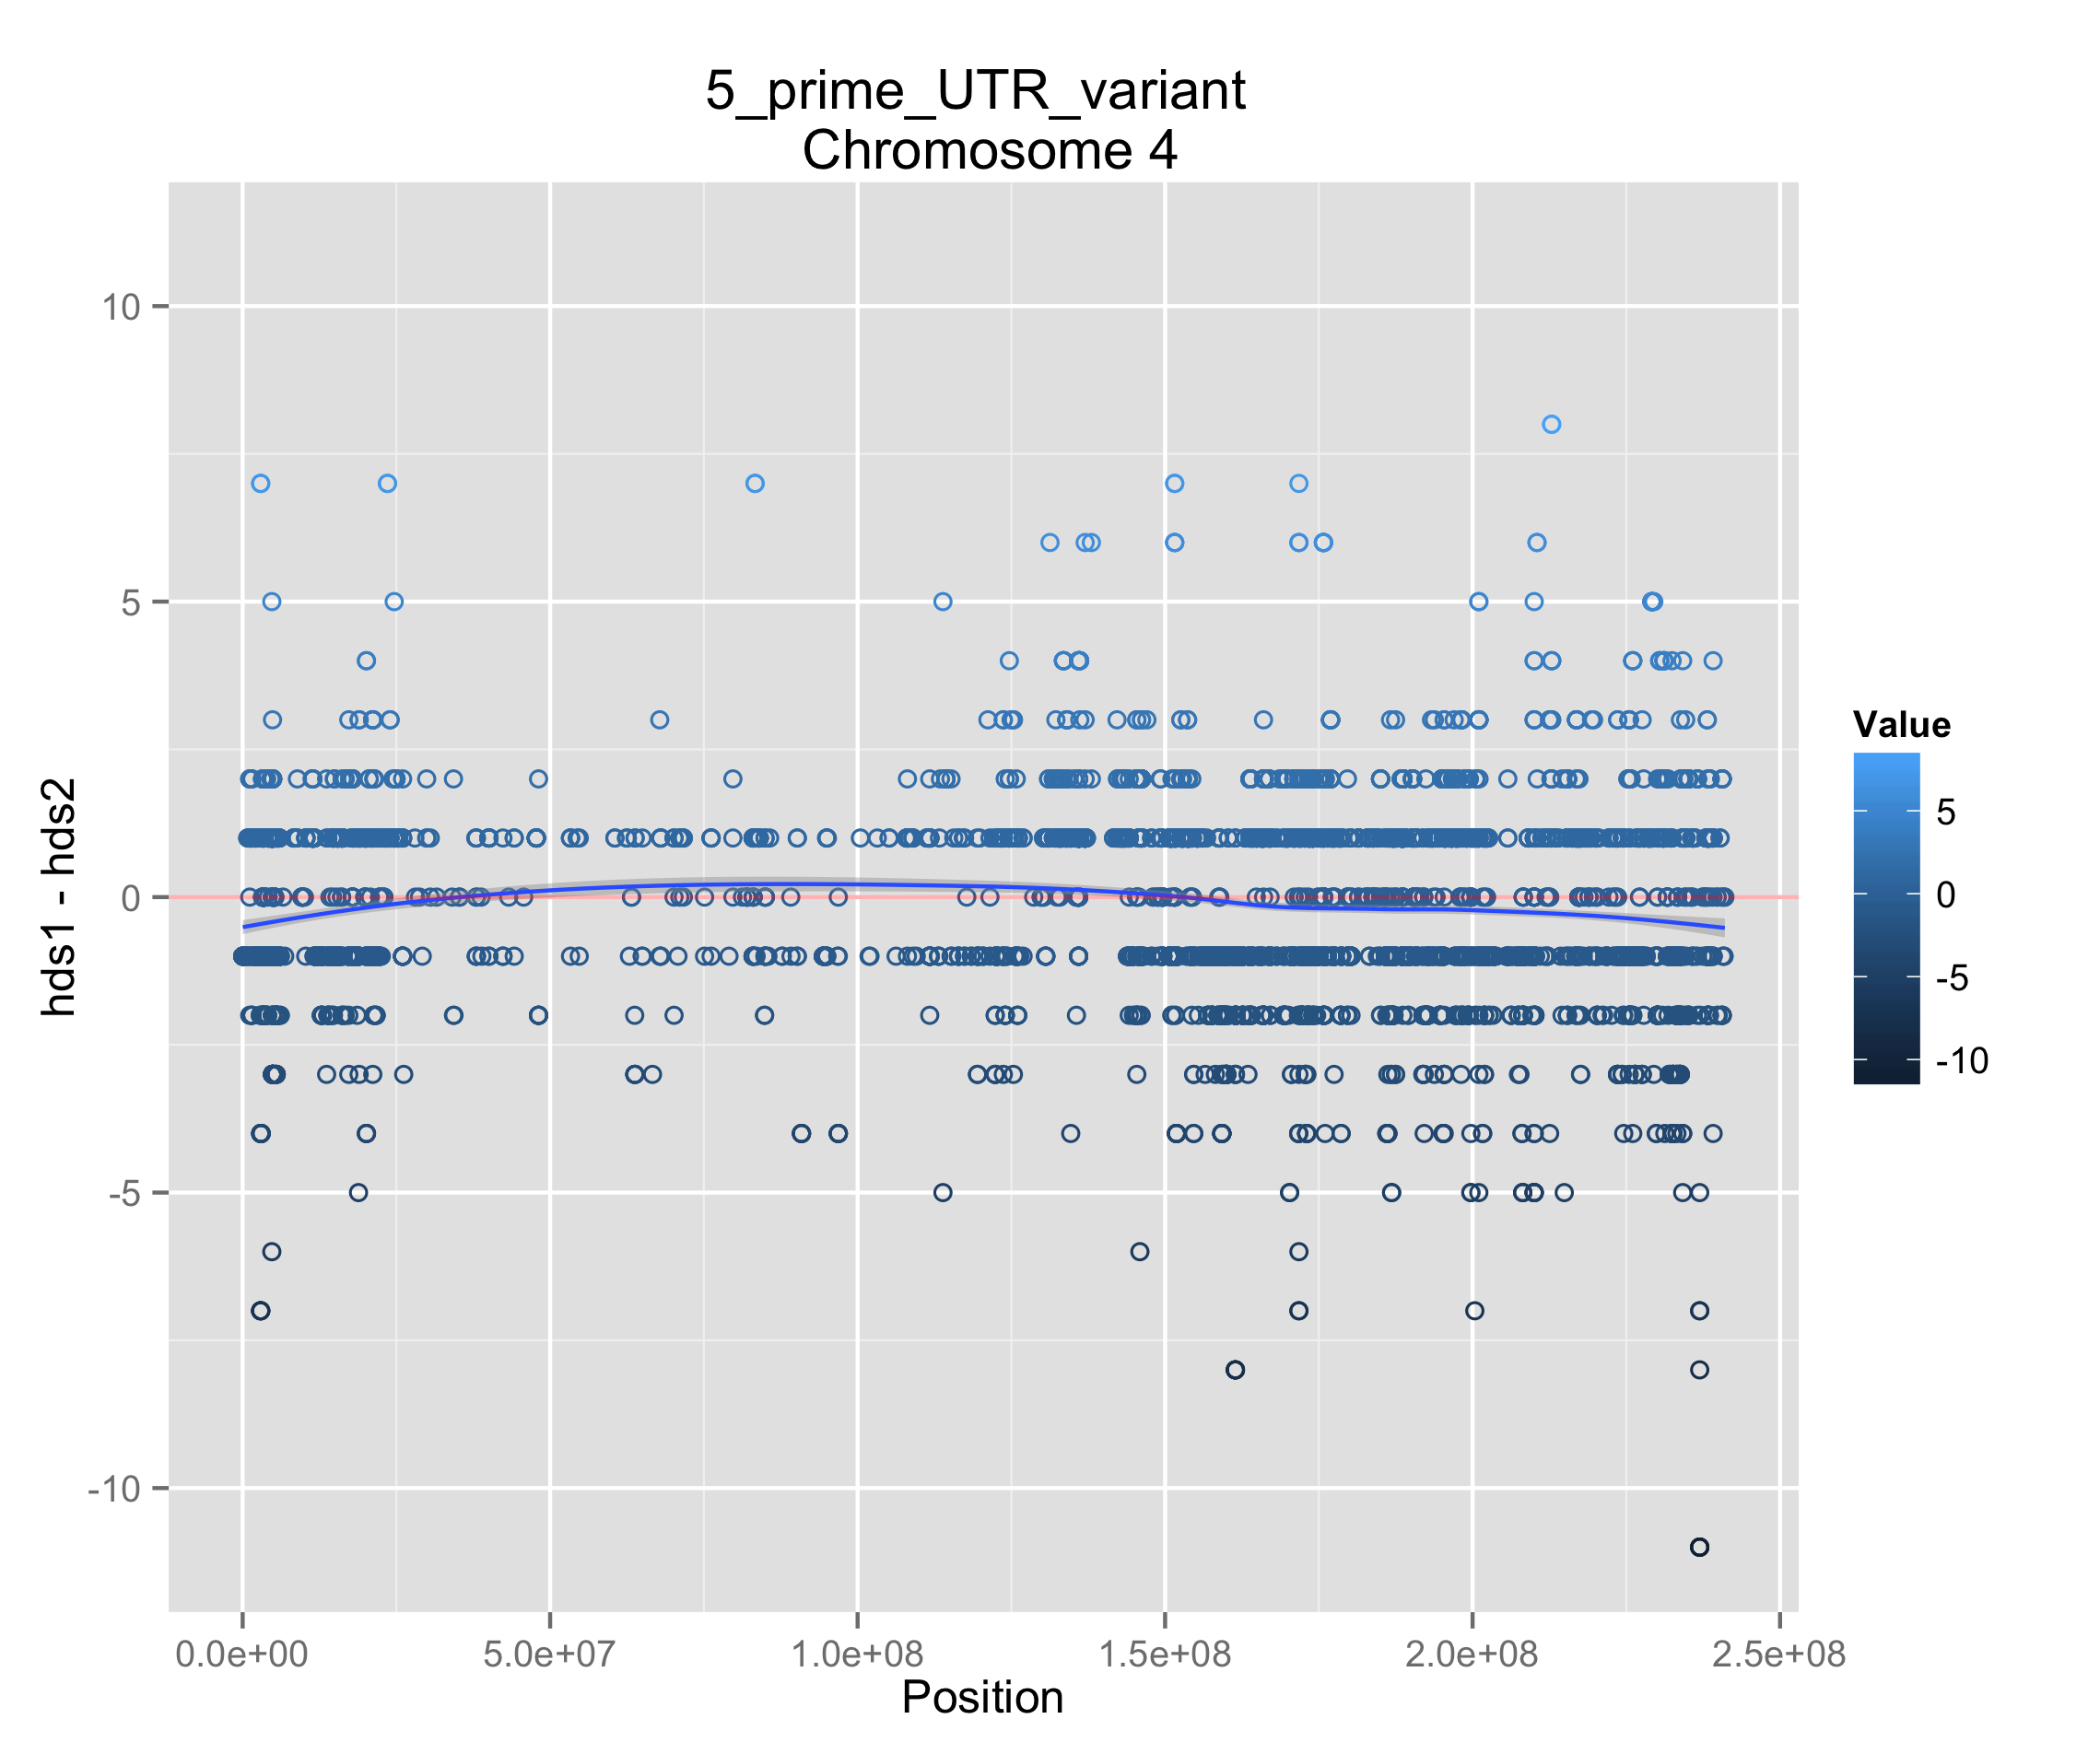 5_prime_UTR_variant
Chromosome 4
hds1 - hds2
10
5
0
-5
-10
0.0e+00
5.0e+07
1.0e+08
1.5e+08
2.0e+08
2.5e+08
Position
Value
5
0
-5
-10